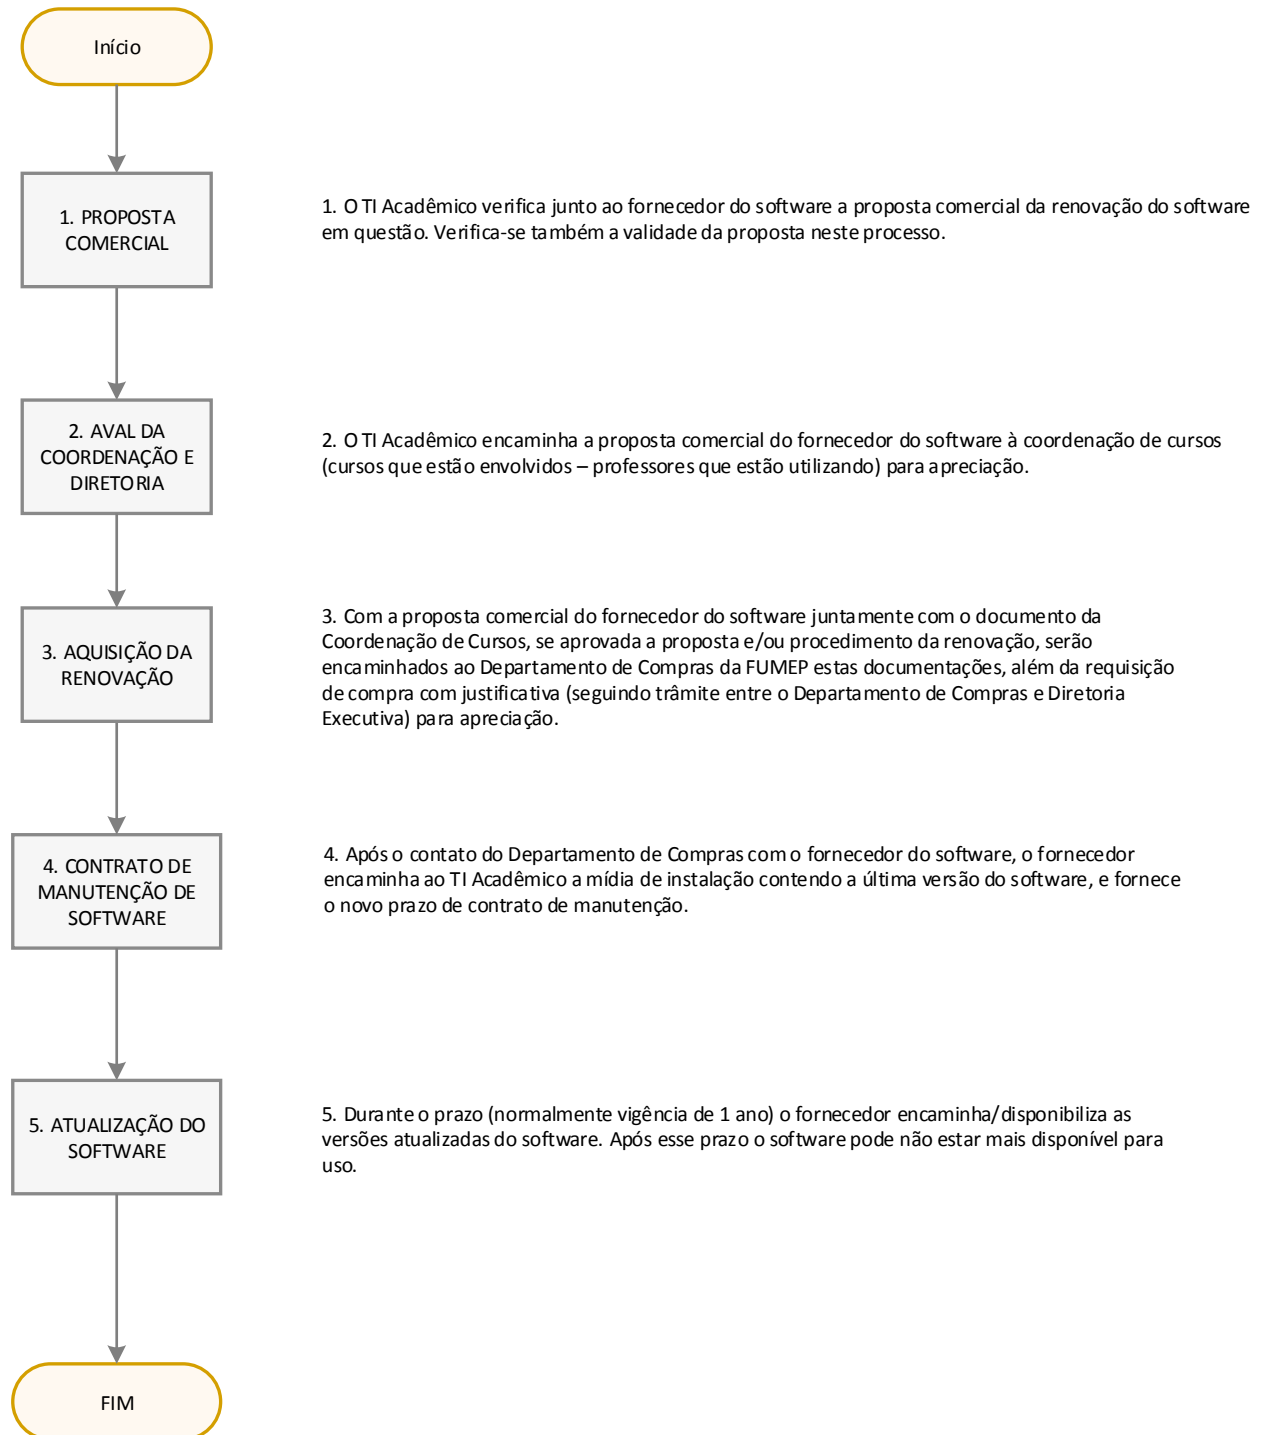 Início
1. PROPOSTA
COMERCIAL
1. O TI Acadêmico verifica junto ao fornecedor do software a proposta comercial da renovação do software
em questão. Verifica-se também a validade da proposta neste processo.
2. AVAL DA
COORDENAÇÃO E
DIRETORIA
2. O TI Acadêmico encaminha a proposta comercial do fornecedor do software à coordenação de cursos
(cursos que estão envolvidos – professores que estão utilizando) para apreciação.
3. AQUISIÇÃO DA
RENOVAÇÃO
3. Com a proposta comercial do fornecedor do software juntamente com o documento da
Coordenação de Cursos, se aprovada a proposta e/ou procedimento da renovação, serão
encaminhados ao Departamento de Compras da FUMEP estas documentações, além da requisição
de compra com justificativa (seguindo trâmite entre o Departamento de Compras e Diretoria
Executiva) para apreciação.
4. CONTRATO DE
MANUTENÇÃO DE
SOFTWARE
4. Após o contato do Departamento de Compras com o fornecedor do software, o fornecedor
encaminha ao TI Acadêmico a mídia de instalação contendo a última versão do software, e fornece
o novo prazo de contrato de manutenção.
5. ATUALIZAÇÃO DO
SOFTWARE
5. Durante o prazo (normalmente vigência de 1 ano) o fornecedor encaminha/disponibiliza as
versões atualizadas do software. Após esse prazo o software pode não estar mais disponível para
uso.
FIM